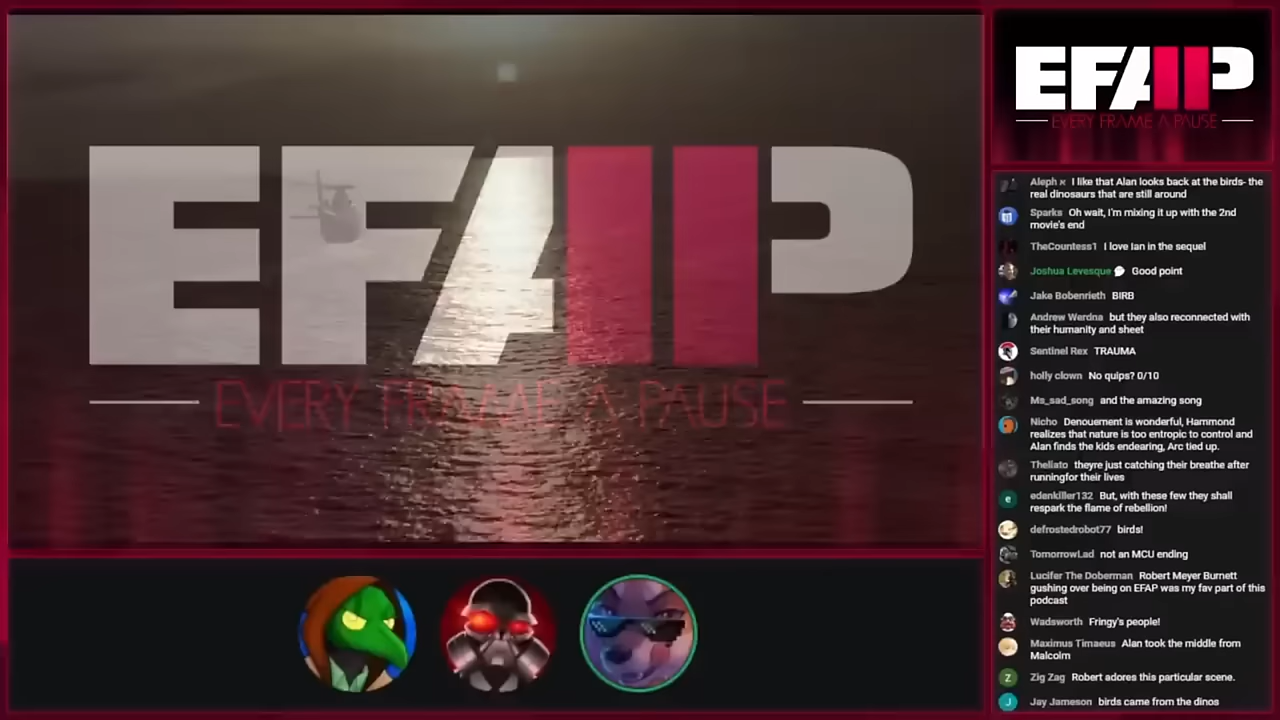 EFAP
EVERY FRAME A PAUSE
EFAP
EVERY FRAME A PAUSE
Aleph א I like that Alan looks back at the birds- the
real dinosaurs that are still around
Sparks Oh wait, I'm mixing it up with the 2nd
movie's end
TheCountess1 I love Ian in the sequel
Joshua Levesque Good point
Jake Bobenrieth BIRB
Andrew Werdna but they also reconnected with
their humanity and sheet
Sentinel Rex TRAUMA
holly clown No quips? 0/10
Ms_sad_song and the amazing song
Nicho Denouement is wonderful, Hammond
realizes that nature is too entropic to control and
Alan finds the kids endearing, Arc tied up.
Theliato theyre just catching their breathe after
runningfor their lives
edenkiller132 But, with these few they shall
respark the flame of rebellion!
defrostedrobot77 birds!
TomorrowLad not an MCU ending
Lucifer The Doberman Robert Meyer Burnett
gushing over being on EFAP was my fav part of this
podcast
Wadsworth Fringy's people!
Maximus Timaeus Alan took the middle from
Malcolm
Z
Zig Zag Robert adores this particular scene.
J
Jay Jameson birds came from the dinos